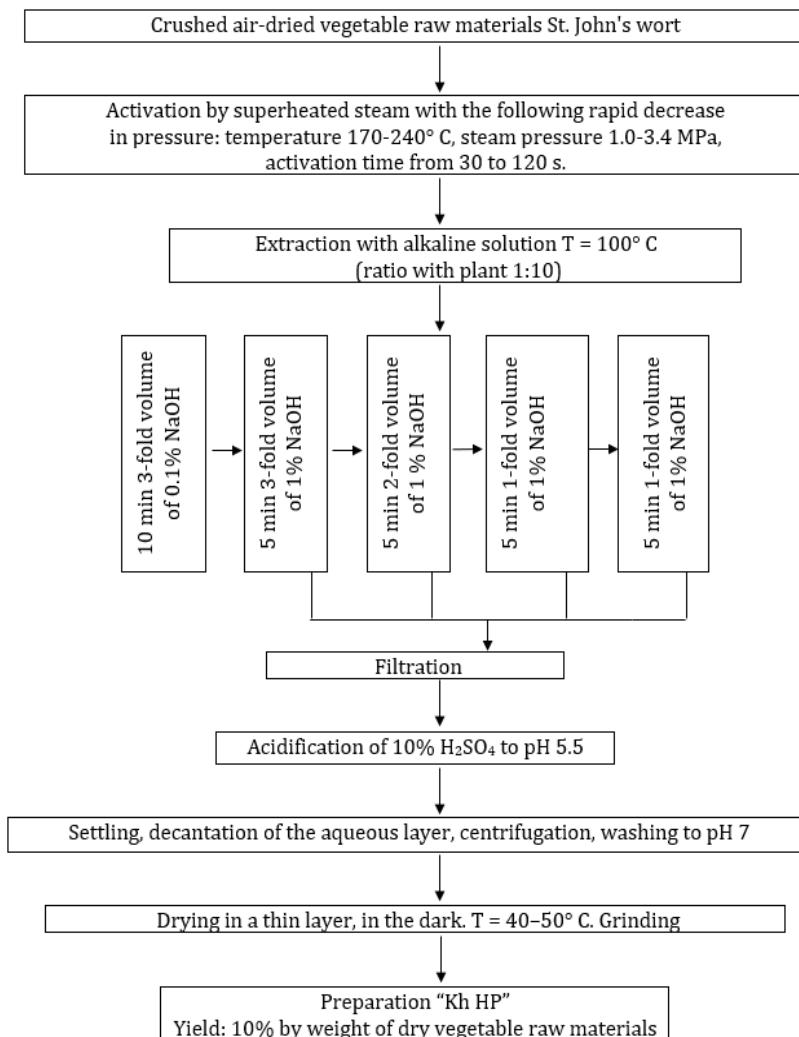 Crushed air-dried vegetable raw materials St. John's wort
Activation by superheated steam with the following rapid decrease
in pressure: temperature 170-240° C, steam pressure 1.0-3.4 MPa,
activation time from 30 to 120 s.
Extraction with alkaline solution T = 100° C
(ratio with plant 1:10)
10 min 3-fold volume
of 0.1% NaOH
5 min 3-fold volume
of 1% NaOH
5 min 2-fold volume
of 1 % NaOH
5 min 1-fold volume
of 1% NaOH
5 min 1-fold volume
of 1% NaOH
Filtration
Acidification of 10% H₂SO₄ to pH 5.5
Settling, decantation of the aqueous layer, centrifugation, washing to pH 7
Drying in a thin layer, in the dark. T = 40–50° C. Grinding
Preparation “Kh HP”
Yield: 10% by weight of dry vegetable raw materials